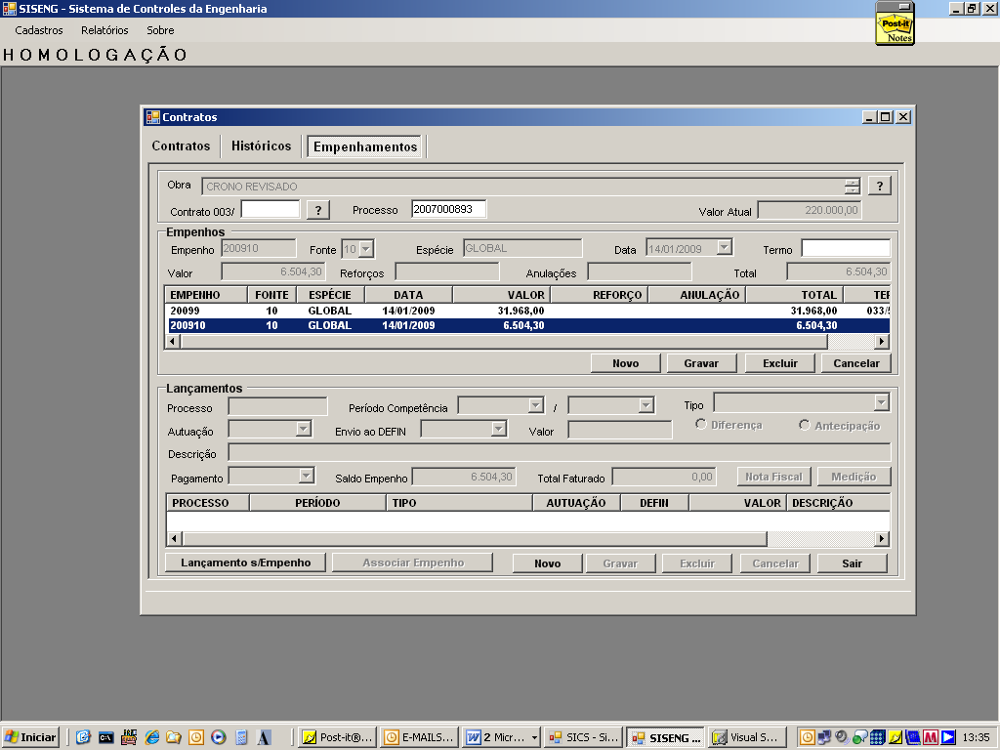 SISENG - Sistema de Controles da Engenharia
Cadastros Relatórios Sobre
Post-it Notes
HOMOLOGAÇÃO
Contratos
Contratos Históricos Empenhamentos
Obra CRONO REVISADO ?
Contrato 003/ ? Processo 2007000893 Valor Atual 220.000,00
Empenhos
Empenho 200910 Fonte 10 Espécie GLOBAL Data 14/01/2009 Termo
Valor 6.504,30 Reforços Anulações Total 6.504,30
EMPENHO FONTE ESPÉCIE DATA VALOR REFORÇO ANULAÇÃO TOTAL
20099 10 GLOBAL 14/01/2009 31.968,00 31.968,00
200910 10 GLOBAL 14/01/2009 6.504,30 6.504,30
Novo Gravar Excluir Cancelar
Lançamentos
Processo Período Competência / Tipo
Autuação Envio ao DEFIN Valor Diferença Antecipação
Descrição
Pagamento Saldo Empenho 6.504,30 Total Faturado 0,00 Nota Fiscal Medição
PROCESSO PERÍODO TIPO AUTUAÇÃO DEFIN VALOR DESCRIÇÃO
Lançamento s/Empenho Associar Empenho Novo Gravar Excluir Cancelar Sair
Iniciar Post-it®... E-MAILS... 2 Micr... SICS - Si... SISENG ... Visual S... 13:35